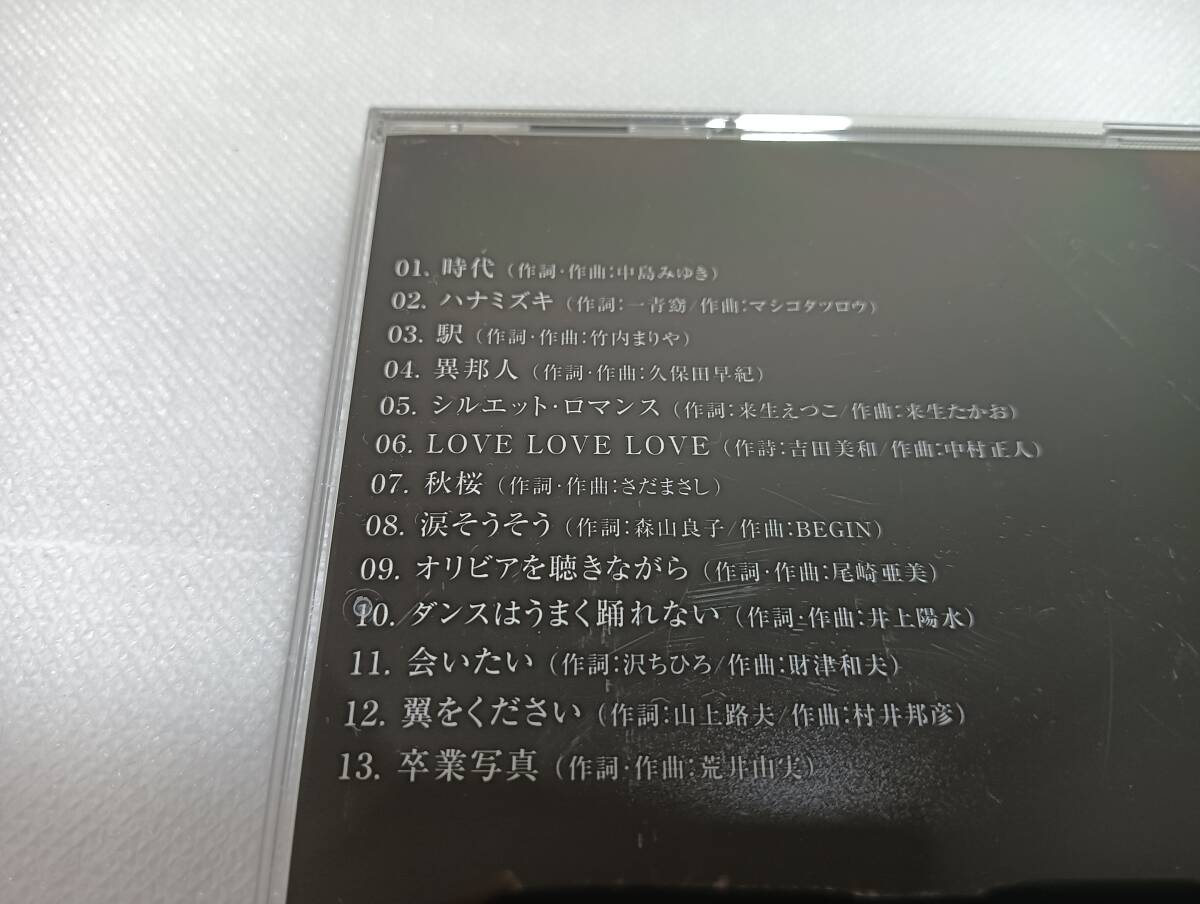 01. 時代 (作詞・作曲:中島みゆき)
02. ハナミズキ (作詞:一青窈/作曲:マシコタツロウ)
03. 駅 (作詞・作曲:竹内まりや)
04. 異邦人 (作詞・作曲:久保田早紀)
05. シルエット・ロマンス (作詞:来生えつこ/作曲:来生たかお)
06. LOVE LOVE LOVE (作詩:吉田美和/作曲:中村正人)
07. 秋桜 (作詞・作曲:さだまさし)
08. 涙そうそう (作詞:森山良子/作曲:BEGIN)
09. オリビアを聴きながら (作詞・作曲:尾崎亜美)
10. ダンスはうまく踊れない (作詞・作曲:井上陽水)
11. 会いたい (作詞:沢ちひろ/作曲:財津和夫)
12. 翼をください (作詞:山上路夫/作曲:村井邦彦)
13. 卒業写真 (作詞・作曲:荒井由実)